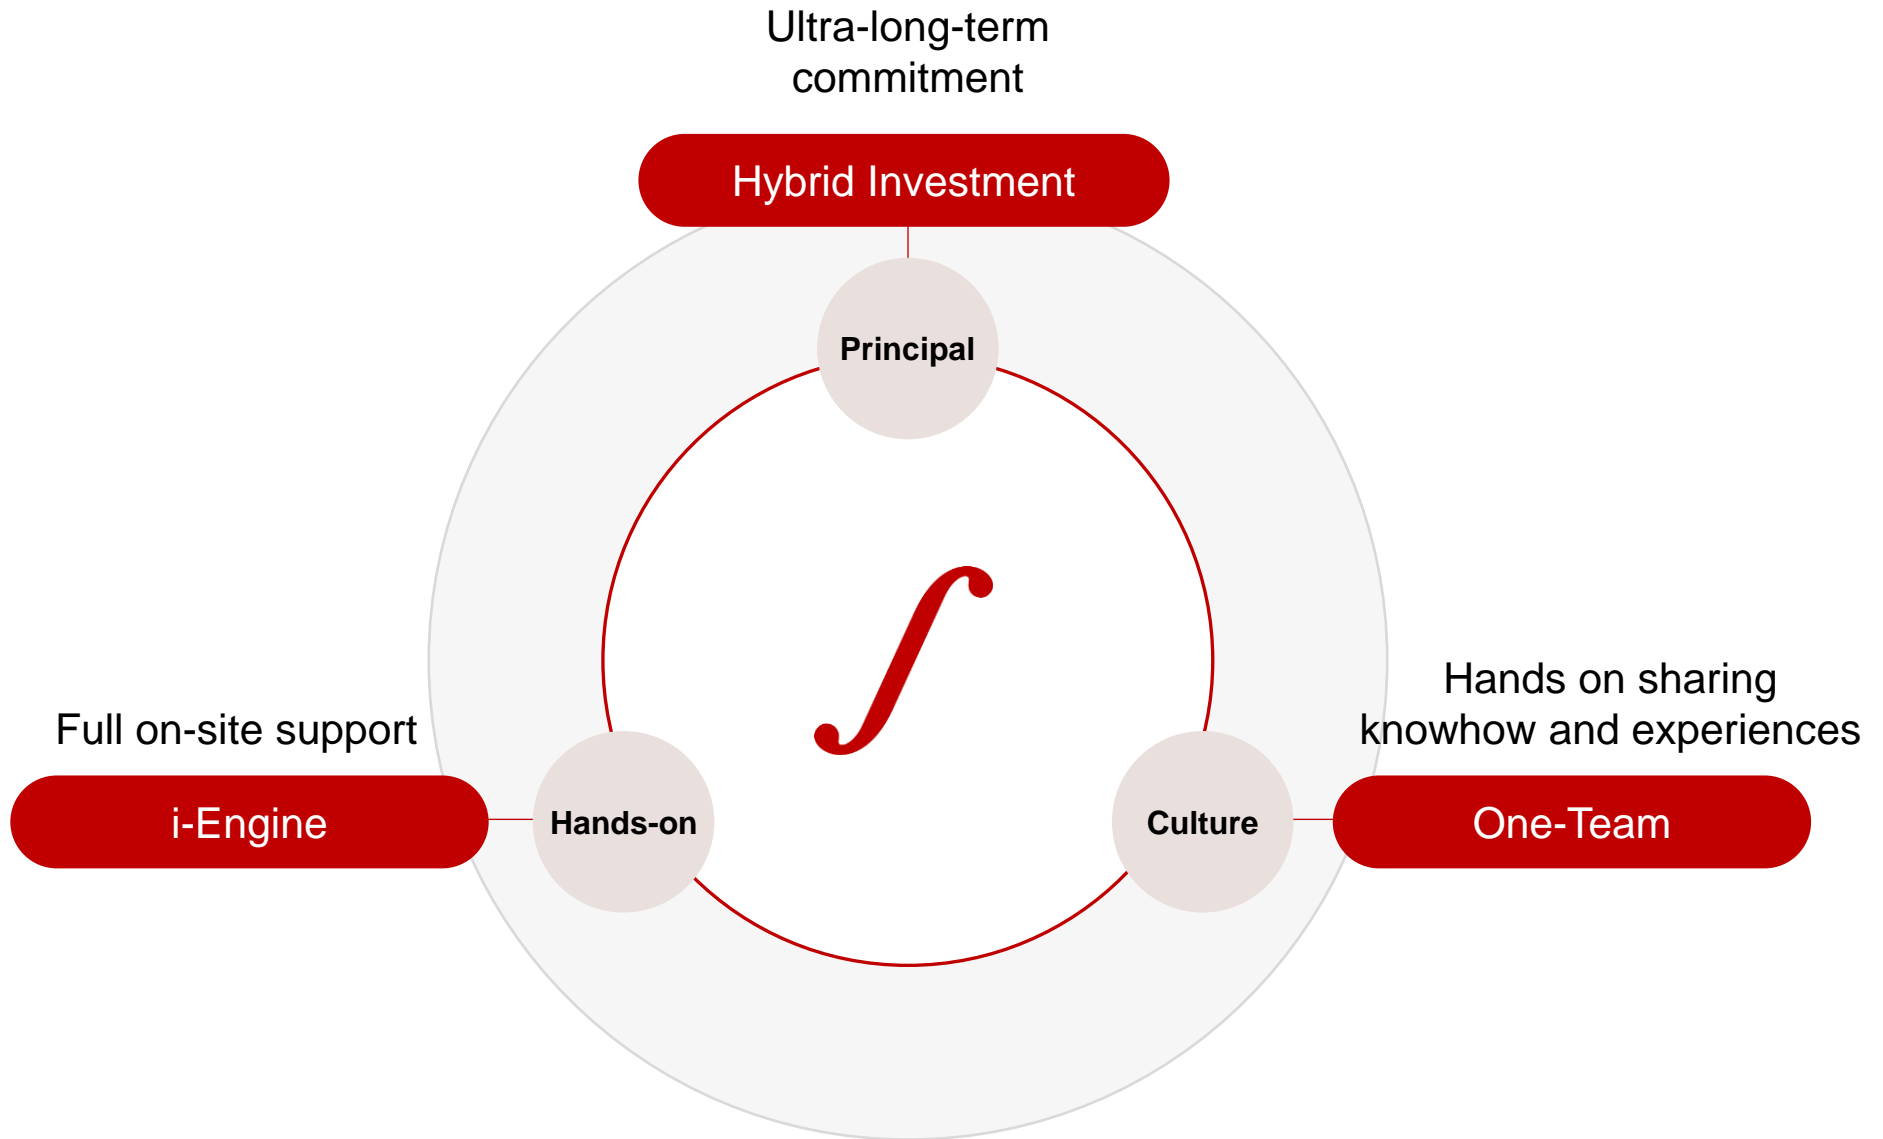 Ultra-long-term
commitment
Hybrid Investment
Principal
Full on-site support
i-Engine
Hands-on
Hands on sharing
knowhow and experiences
Culture
One-Team